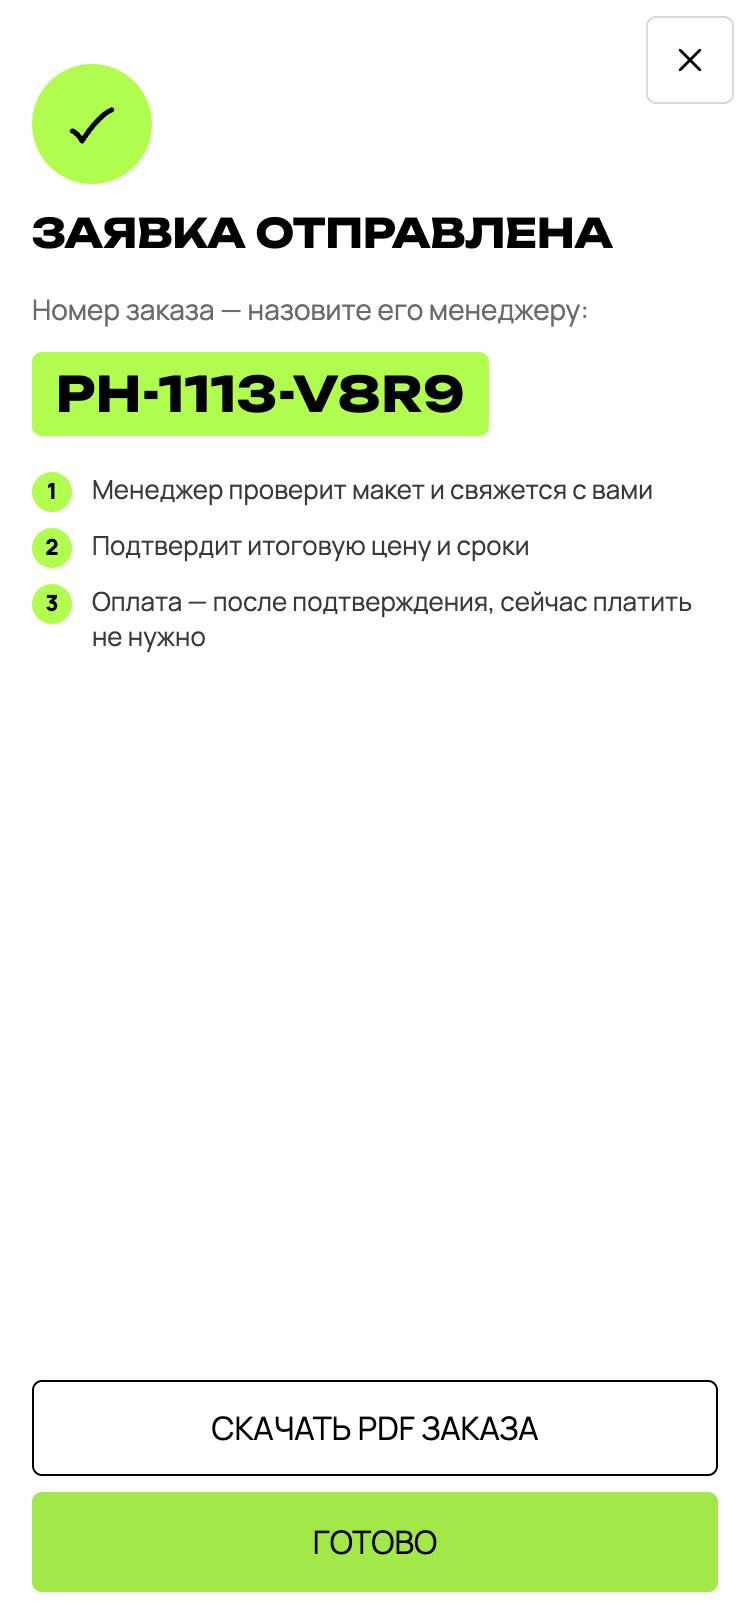 ЗАЯВКА ОТПРАВЛЕНА
Номер заказа — назовите его менеджеру:
PH-1113-V8R9
1 Менеджер проверит макет и свяжется с вами
2 Подтвердит итоговую цену и сроки
3 Оплата — после подтверждения, сейчас платить
не нужно
СКАЧАТЬ PDF ЗАКАЗА
ГОТОВО